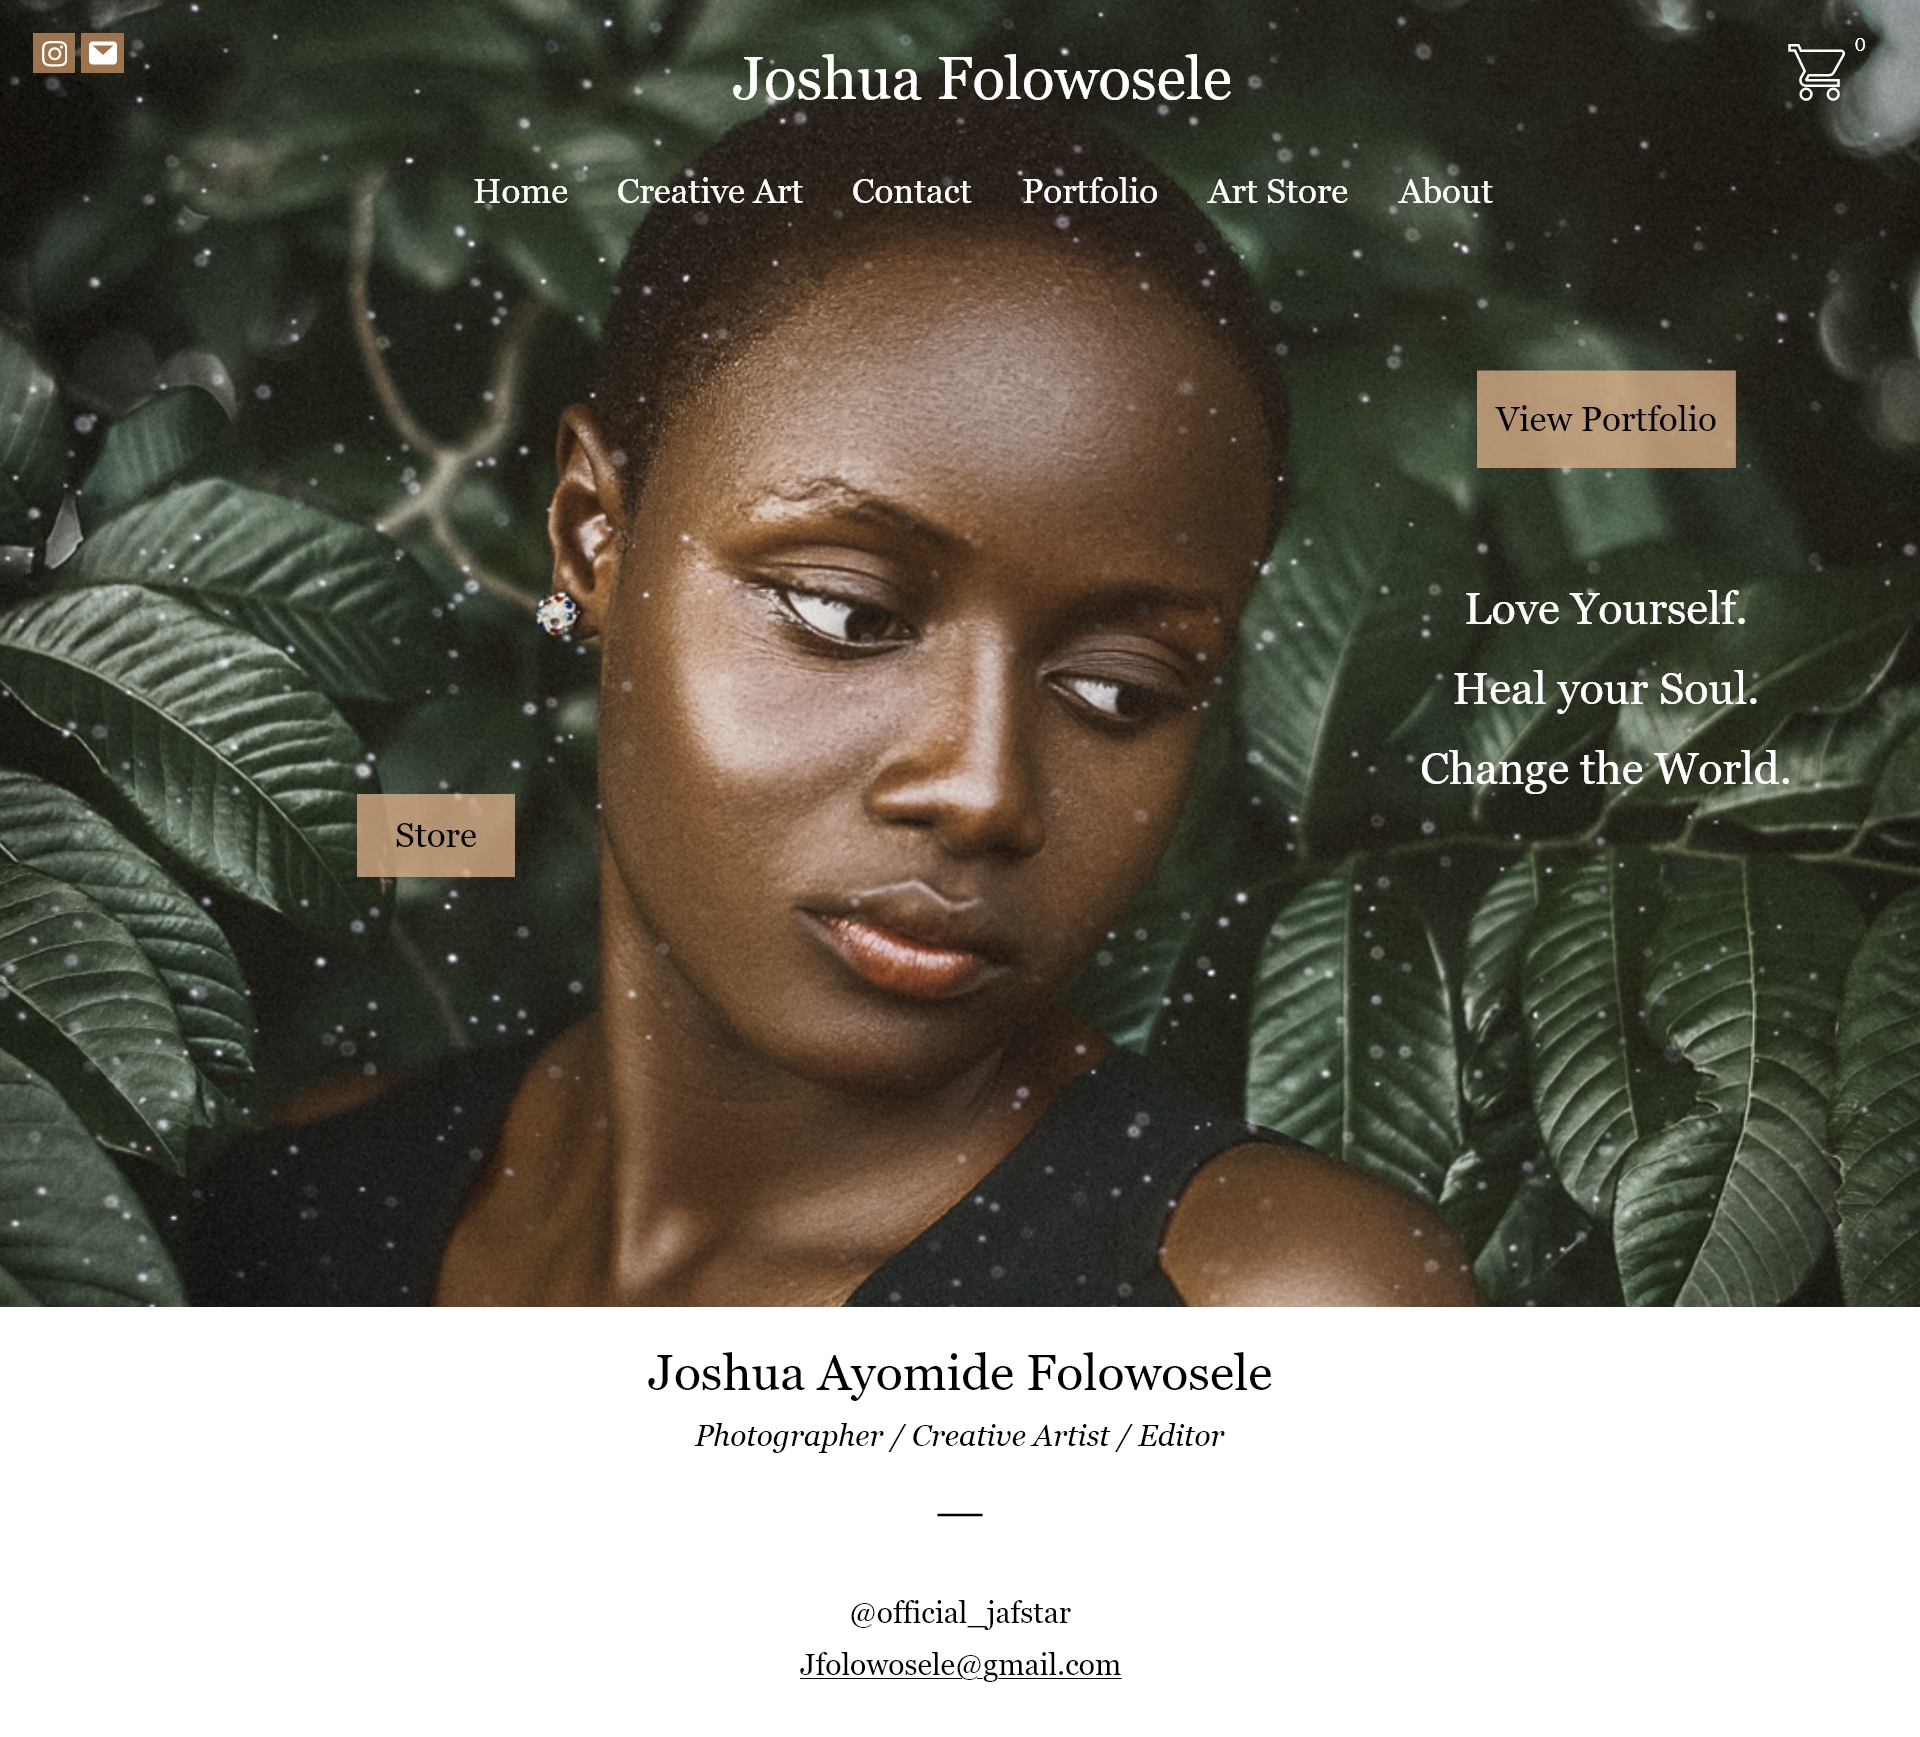 0
Joshua Folowosele
Home Creative Art Contact Portfolio Art Store About
View Portfolio
Love Yourself.
Heal your Soul.
Change the World.
Store
Joshua Ayomide Folowosele
Photographer / Creative Artist / Editor
@official_jafstar
Jfolowosele@gmail.com